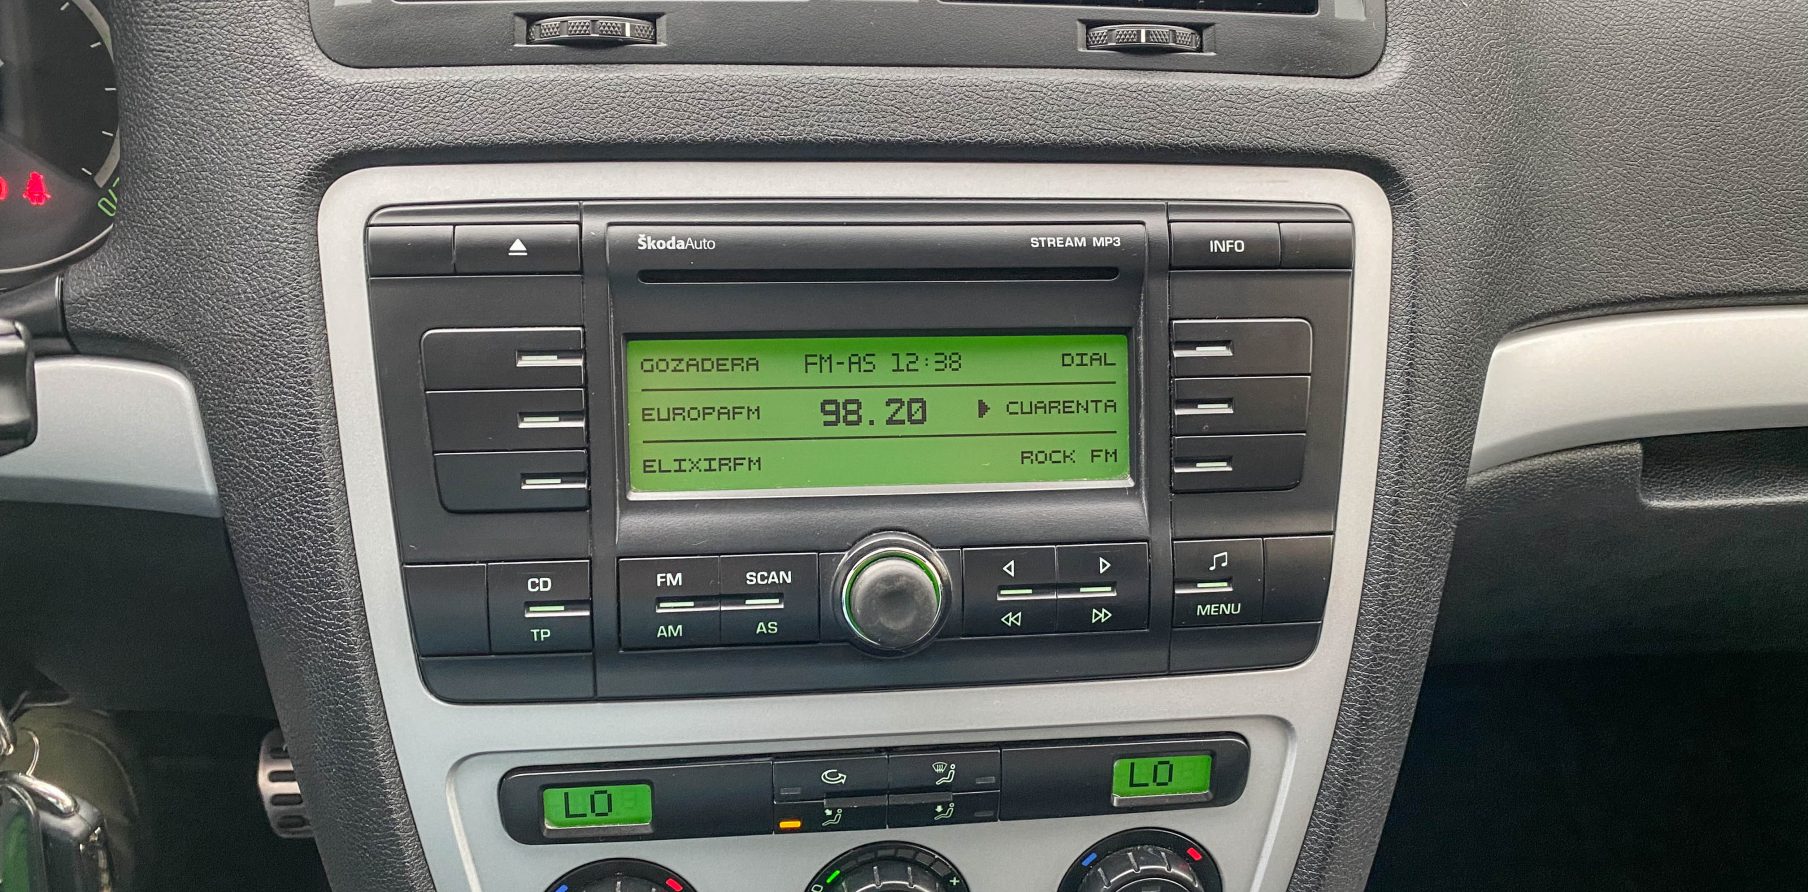 ŠkodaAuto STREAM MP3 INFO
GOZADERA FM-AS 12:38 DIAL
EUROPAFM 98.20 CUARENTA
ELIXIRFM ROCK FM
CD FM SCAN
TP AM AS MENU
LO LO